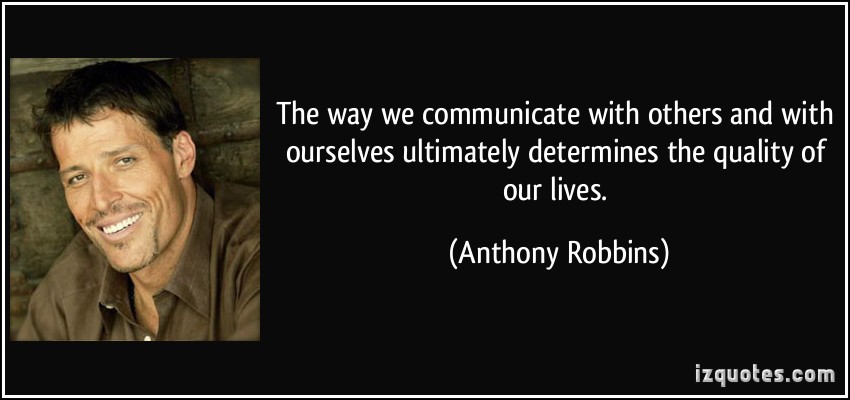 The way we communicate with others and with
ourselves ultimately determines the quality of
our lives.
(Anthony Robbins)
izquotes.com